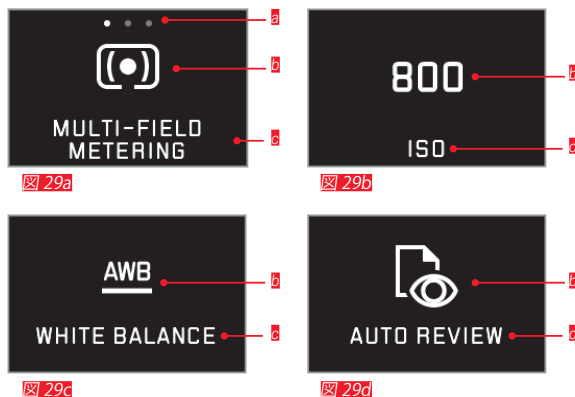 a
b
MULTI-FIELD
METERING
c
図 29a
800
b
ISO
図 29b
AWB
b
WHITE BALANCE
c
図 29c
b
AUTO REVIEW
図 29d